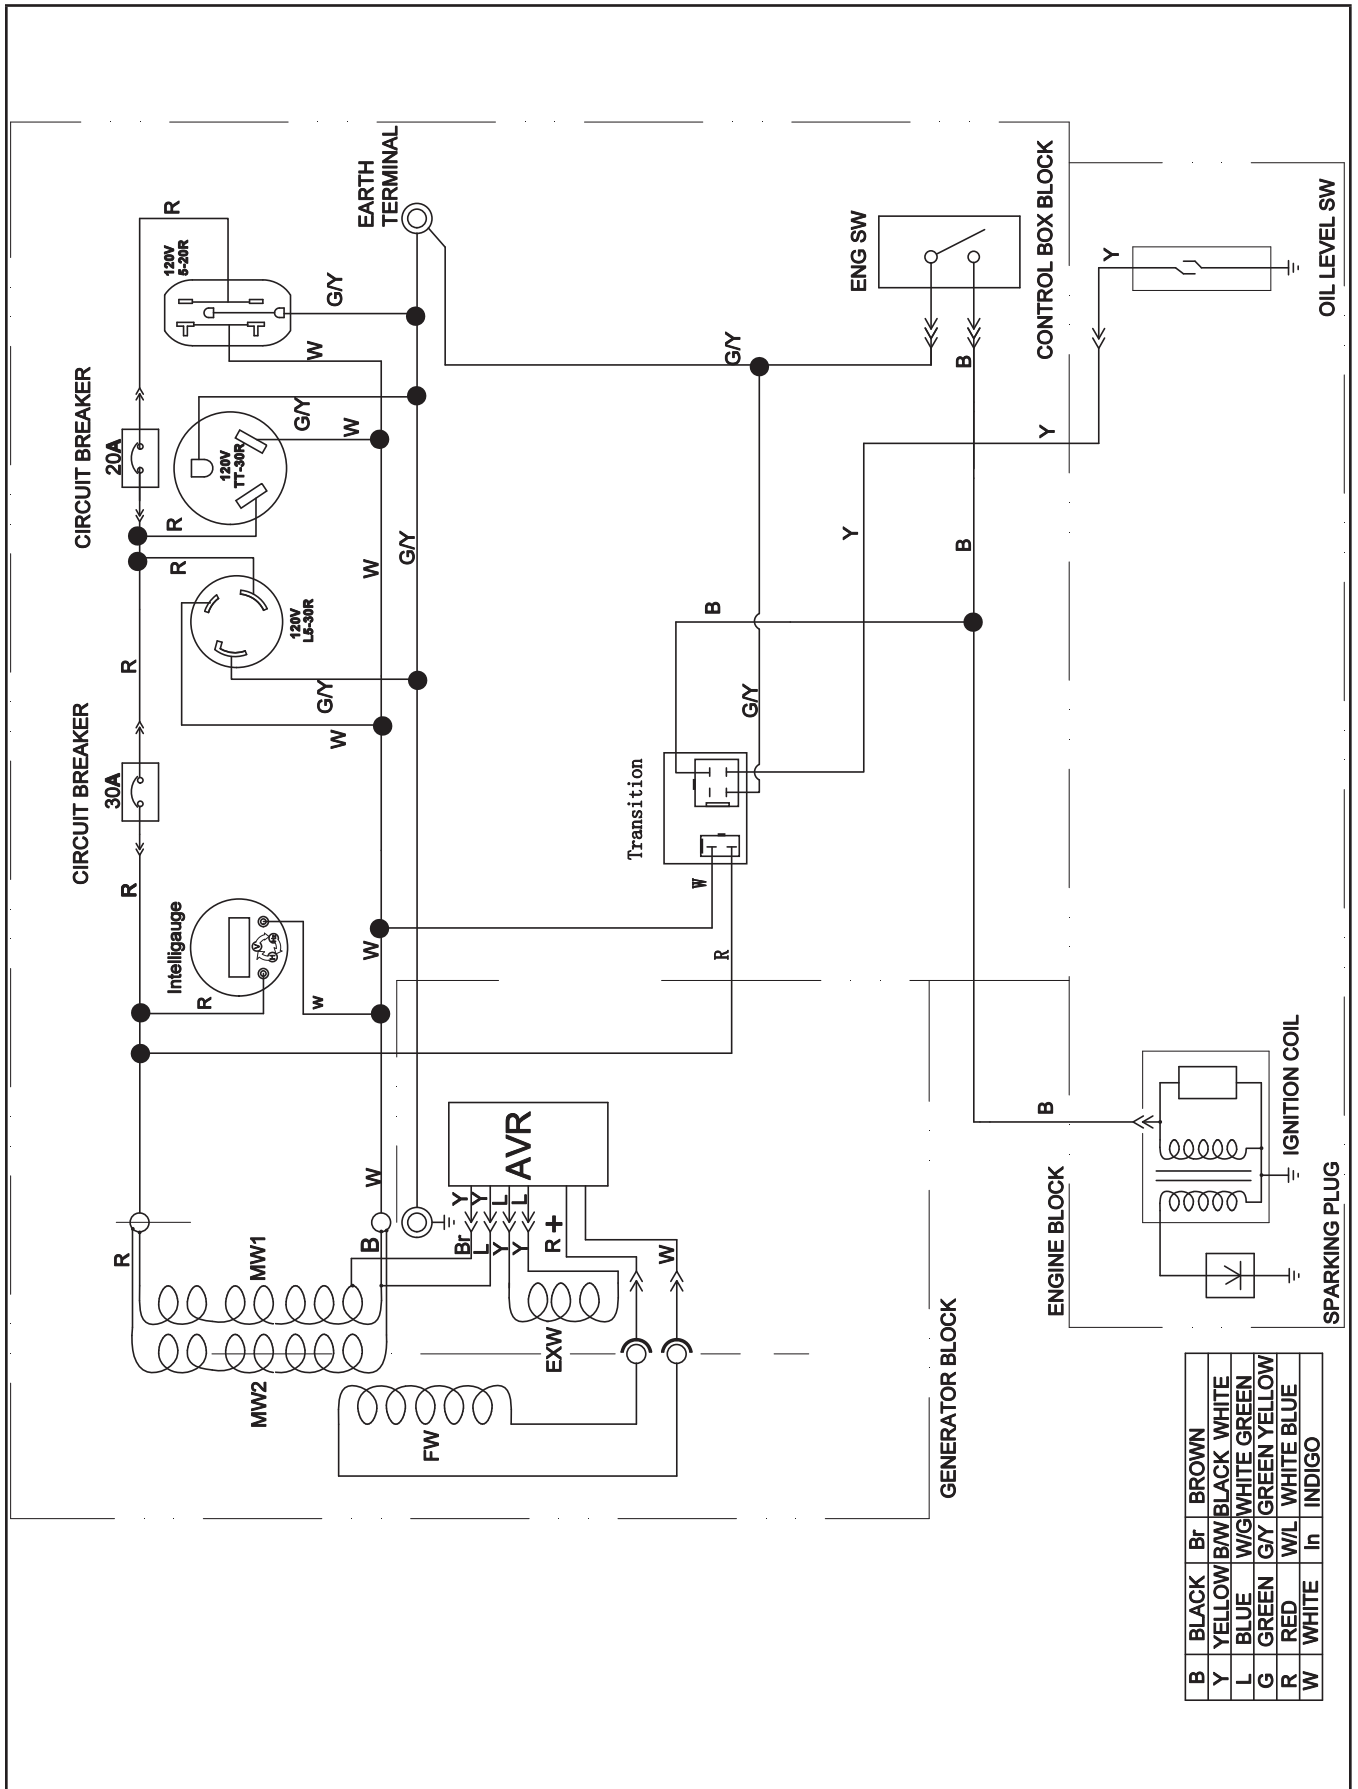 CIRCUIT BREAKER
30A
CIRCUIT BREAKER
20A
R
R
R
R
R
R
R
Intelligauge
V
R
w
120V
L5-30R
G/Y
W
120V
TT-30R
G/Y
W
120V
5-20R
G/Y
W
W
W
W
G/Y
EARTH
TERMINAL
MW1
MW2
B
FW
EXW
Br
L
Y
Y
Y
Y
L
L
R +
W
AVR
Transition
W
R
B
G/Y
G/Y
Y
Y
Y
B
B
B
ENG SW
CONTROL BOX BLOCK
OIL LEVEL SW
GENERATOR BLOCK
ENGINE BLOCK
IGNITION COIL
SPARKING PLUG
B BLACK Br BROWN
Y YELLOW B/W BLACK WHITE
L BLUE W/G WHITE GREEN
G GREEN G/Y GREEN YELLOW
R RED W/L WHITE BLUE
W WHITE In INDIGO